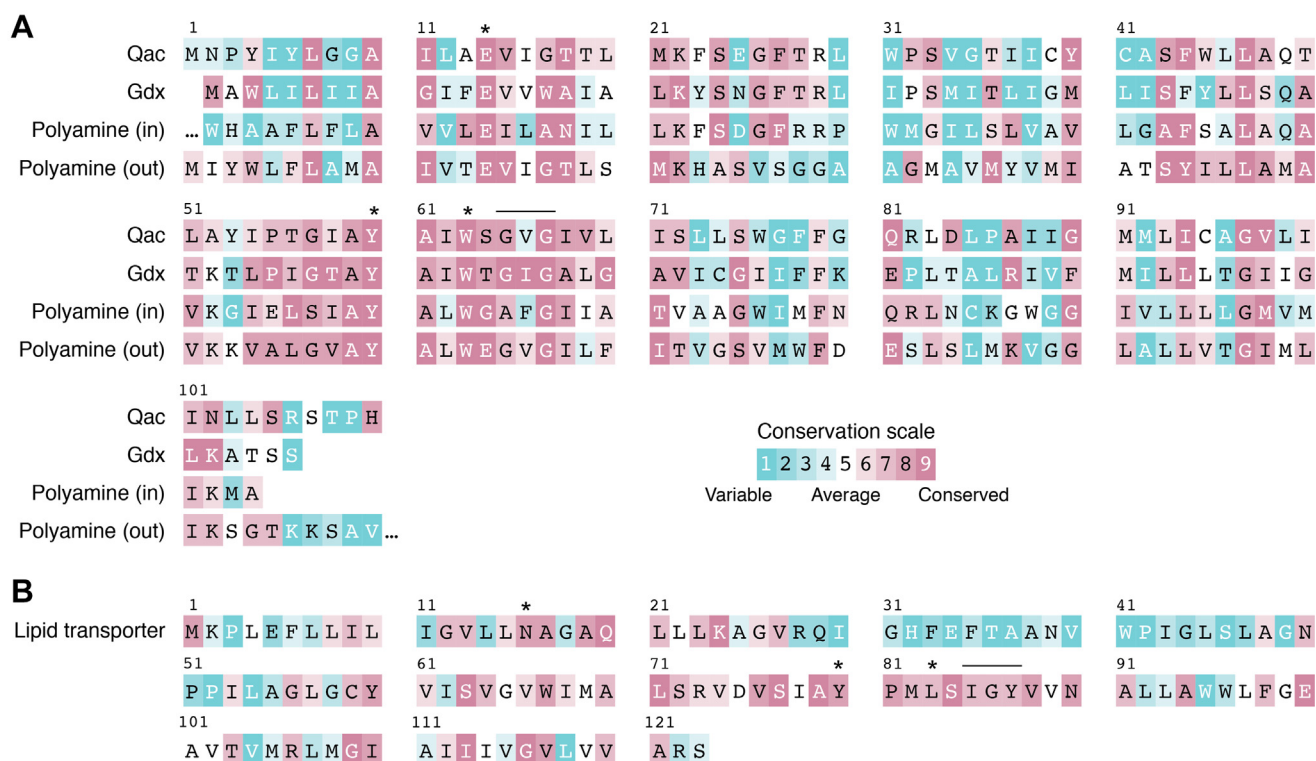 A
1 11 * 21 31 41
Qac MNPYIYLGGA ILAEVIGTTL MKFSEGFTRL WPSVGTIICY CASFWLLAQT
Gdx MAWLILIIA GIFEVVWAIA LKYSNGFTRL IPSMITLIGM LISFYLLSQA
Polyamine (in) …WHAAFLFLA VVLEILANIL LKFSDGFRRP WMGILSLVAV LGAFSALAQA
Polyamine (out) MIYWLFLAMA IVTEVIGTLS MKHASVSGGA AGMAVMYVMI ATSYILLAMA
51 * 61 * 71 81 91
Qac LAYIPTGIAY AIWSGVGIVL ISLLSWGFFG QRLDLPAIIG MMLICAGVLI
Gdx TKTLPIGTAY AIWTGIGALG AVICGIIFFK EPLTALRIVF MILLLTGIIG
Polyamine (in) VKGIELSIAY ALWGAFGIIA TVAAGWIMFN QRLNCKGWGG IVLLLLGMVM
Polyamine (out) VKKVALGVAY ALWEGVGILF ITVGSVMWFD ESLSLMKVGG LALLVTGIML
101
Qac INLLSRSTPH
Gdx LKATSS
Polyamine (in) IKMA
Polyamine (out) IKSGTKKSAV…
Conservation scale
1 2 3 4 5 6 7 8 9
Variable Average Conserved
B
1 11 * 21 31 41
Lipid transporter MKPLEFLLIL IGVLLNAGAQ LLLKAGVRQI GHFEFTAANV WPIGLSLAGN
51 61 71 * 81 * 91
PPILAGLGCY VISVGVWIMA LSRVDVSIAY PMLSIGYVVN ALLAWWLFGE
101 111 121
AVTVMRLMGI AIIIVGVLVV ARS